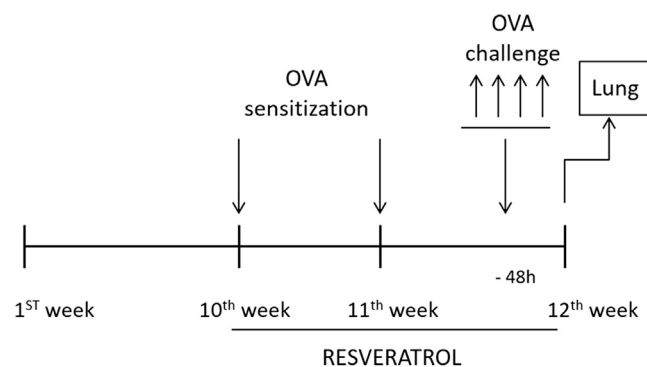 OVA
challenge
Lung
OVA
sensitization
- 48h
1ST week
10th week
11th week
12th week
RESVERATROL